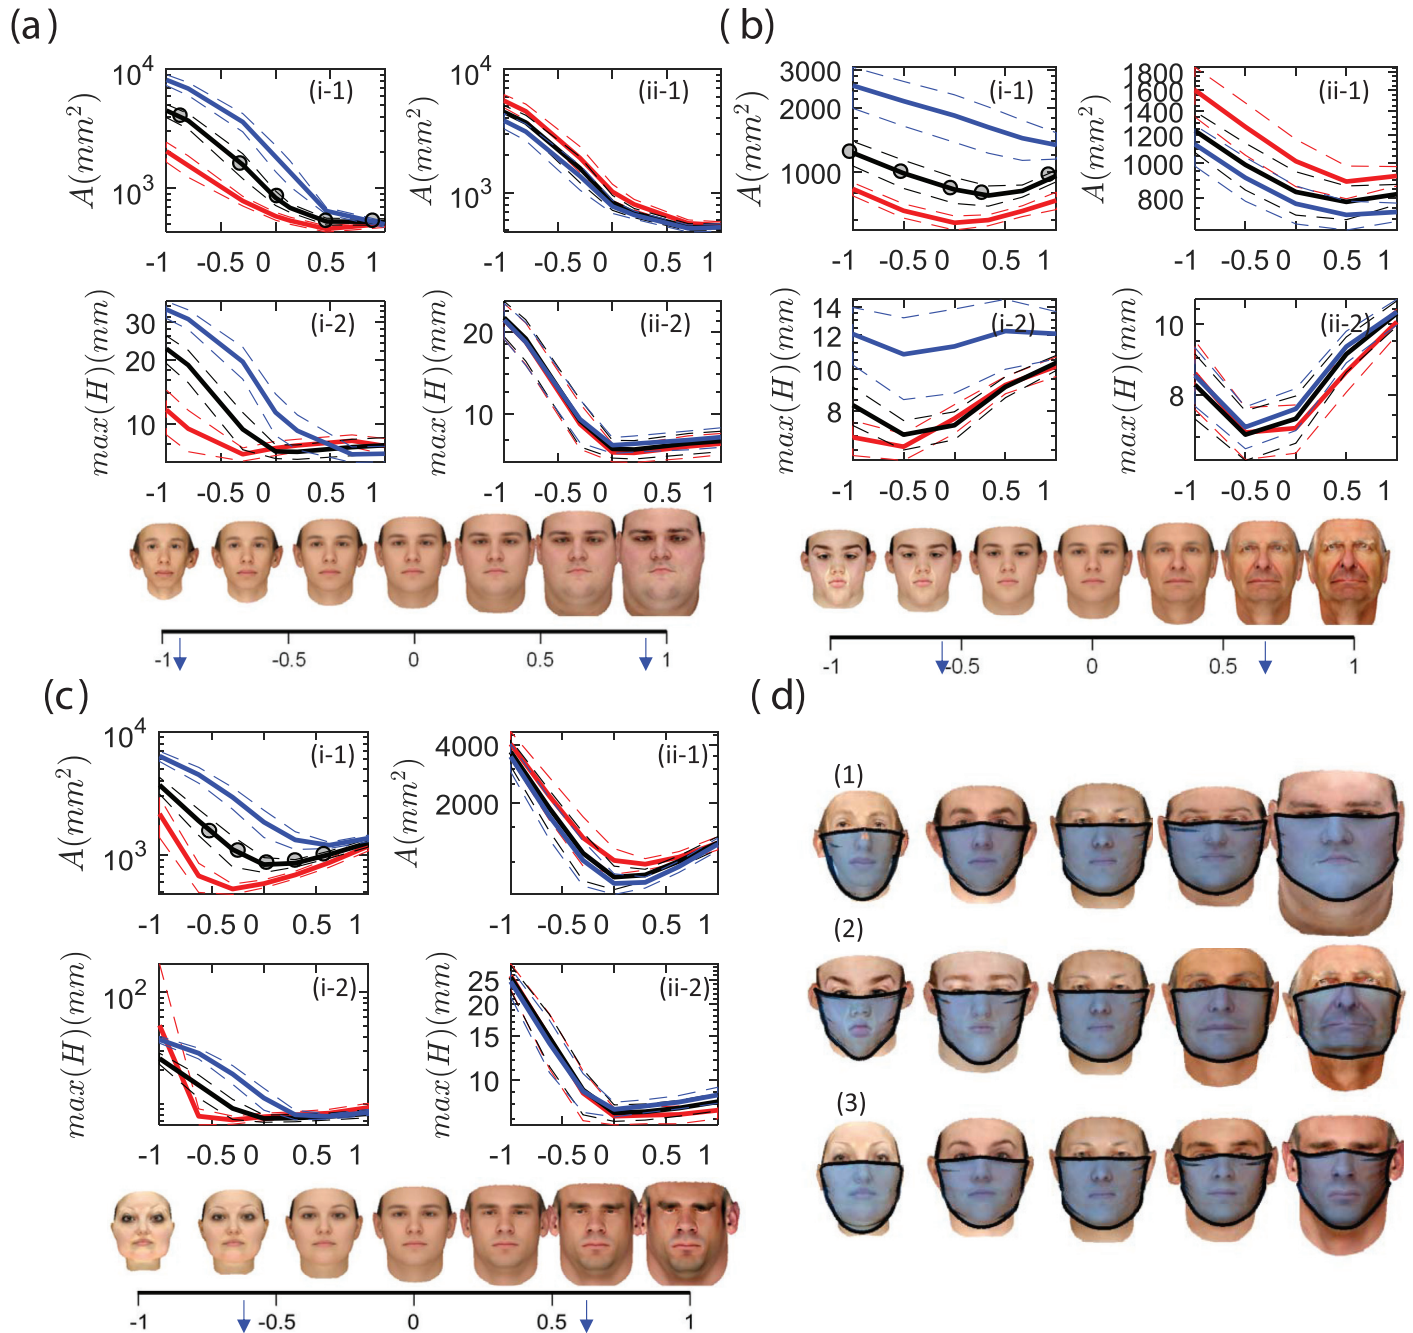 (a)
10^4
10^3
A(mm^2)
(i-1)
-1 -0.5 0 0.5 1
10^4
10^3
A(mm^2)
(ii-1)
-1 -0.5 0 0.5 1
30
20
10
max(H)(mm)
(i-2)
-1 -0.5 0 0.5 1
20
10
max(H)(mm)
(ii-2)
-1 -0.5 0 0.5 1
-1 -0.5 0 0.5 1
(b)
3000
2000
1000
A(mm^2)
(i-1)
-1 -0.5 0 0.5 1
1800
1600
1400
1200
1000
800
A(mm^2)
(ii-1)
-1 -0.5 0 0.5 1
14
12
10
8
max(H)(mm)
(i-2)
-1 -0.5 0 0.5 1
10
8
max(H)(mm)
(ii-2)
-1 -0.5 0 0.5 1
-1 -0.5 0 0.5 1
(c)
10^4
10^3
A(mm^2)
(i-1)
-1 -0.5 0 0.5 1
4000
2000
A(mm^2)
(ii-1)
-1 -0.5 0 0.5 1
10^2
max(H)(mm)
(i-2)
-1 -0.5 0 0.5 1
25
20
15
10
max(H)(mm)
(ii-2)
-1 -0.5 0 0.5 1
-1 -0.5 0 0.5 1
(d)
(1)
(2)
(3)